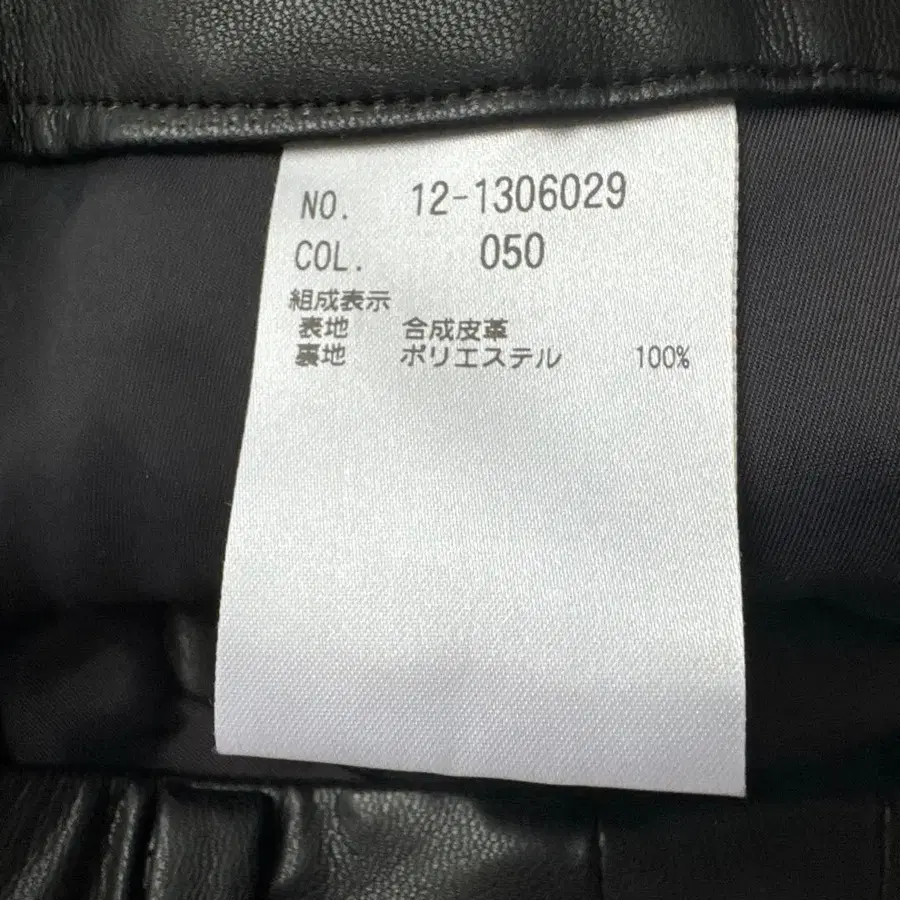 NO. 12-1306029
COL. 050
組成表示
表地 合成皮革
裏地 ポリエステル 100%